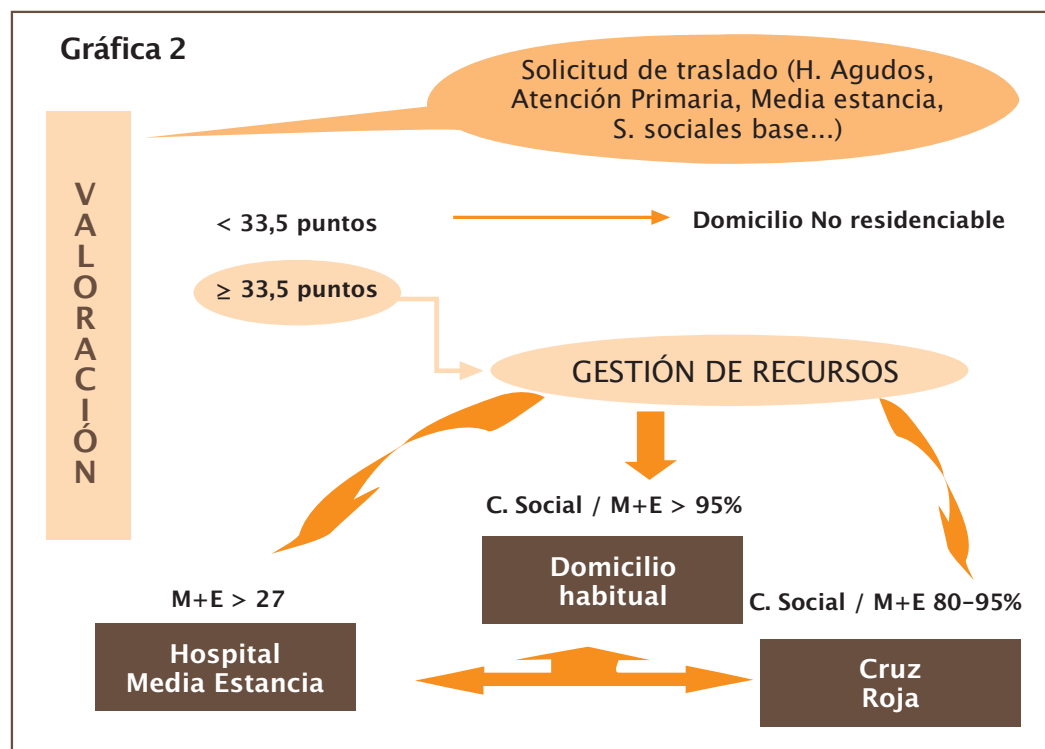 Gráfica 2
Solicitud de traslado (H. Agudos,
Atención Primaria, Media estancia,
S. sociales base...)
VALORACIÓN
< 33,5 puntos
Domicilio No residenciable
≥ 33,5 puntos
GESTIÓN DE RECURSOS
C. Social / M+E > 95%
Domicilio
habitual
M+E > 27
Hospital
Media Estancia
C. Social / M+E 80–95%
Cruz
Roja